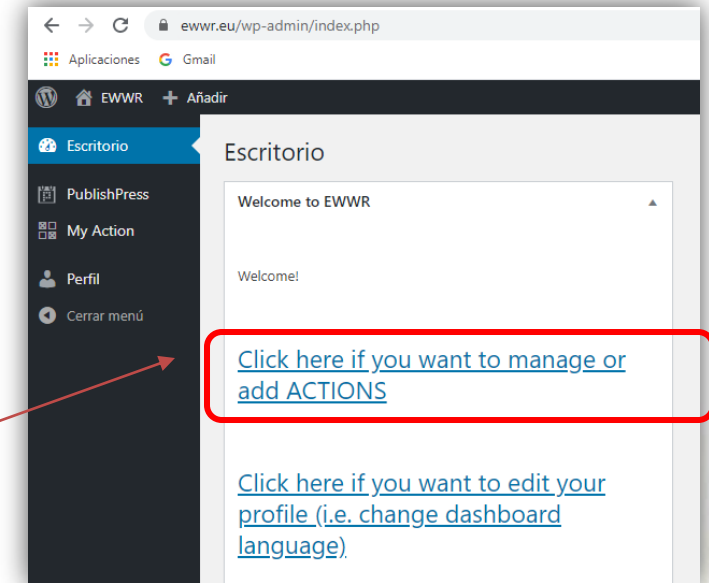 ewwr.eu/wp-admin/index.php
Aplicaciones Gmail
EWWR Añadir
Escritorio
PublishPress
My Action
Perfil
Cerrar menú
Escritorio
Welcome to EWWR
Welcome!
Click here if you want to manage or
add ACTIONS
Click here if you want to edit your
profile (i.e. change dashboard
language)